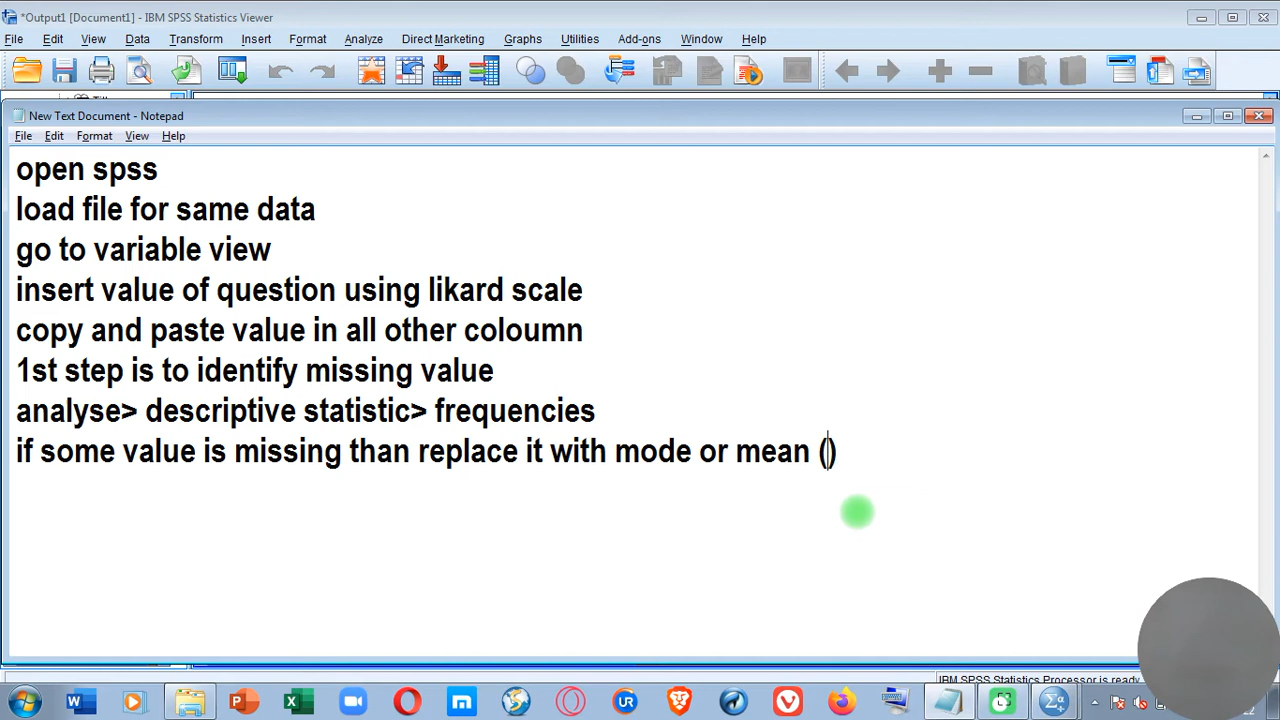 *Output1 [Document1] - IBM SPSS Statistics Viewer
File Edit View Data Transform Insert Format Analyze Direct Marketing Graphs Utilities Add-ons Window Help
New Text Document - Notepad
File Edit Format View Help
open spss
load file for same data
go to variable view
insert value of question using likard scale
copy and paste value in all other coloumn
1st step is to identify missing value
analyse> descriptive statistic> frequencies
if some value is missing than replace it with mode or mean ()
IBM SPSS Statistics Processor is ready